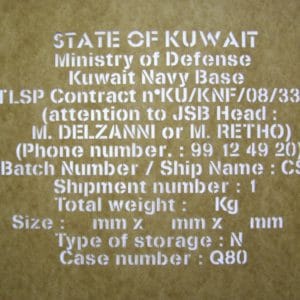 STATE OF KUWAIT
Ministry of Defense
Kuwait Navy Base
TLSP Contract n°KU/KNF/08/33
(attention to JSB Head :
M. DELZANNI or M. RETHO)
(Phone number. : 99 12 49 20)
Batch Number / Ship Name : CS
Shipment number : 1
Total weight : Kg
Size : mm x mm x mm
Type of storage : N
Case number : Q80